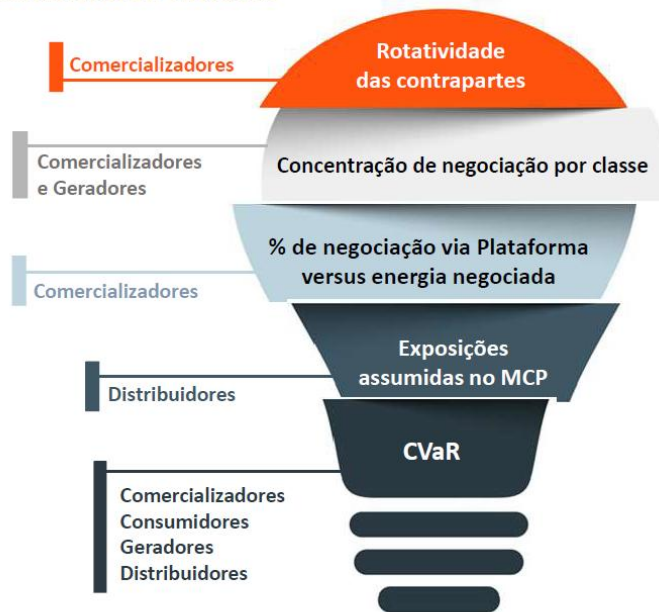 Comercializadores
Rotatividade
das contrapartes
Comercializadores
e Geradores
Concentração de negociação por classe
% de negociação via Plataforma
versus energia negociada
Comercializadores
Exposições
assumidas no MCP
Distribuidores
CVaR
Comercializadores
Consumidores
Geradores
Distribuidores